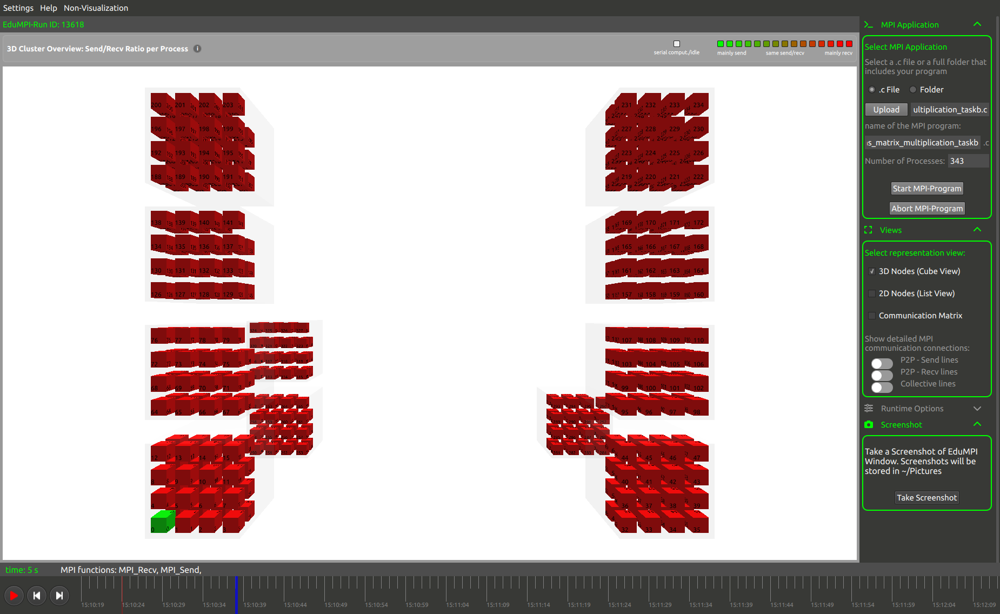 Settings Help Non-Visualization
EduMPI-Run ID: 13618
3D Cluster Overview: Send/Recv Ratio per Process i
serial comput./idle mainly send same send/recv mainly recv
200 201 202 203
196 197 198 199
192 193 194 195
188 189 190 191
231 232 233 234
227 228 229 230
223 224 225 226
219 220 221 222
138 139 140 141
134 135 136 137
130 131 132 133
126 127 128 129
169 170 171 172
165 166 167 168
161 162 163 164
157 158 159 160
76 77 78 79
72 73 74 75
68 69 70 71
64 65 66 67
107 108 109 110
103 104 105 106
99 100 101 102
95 96 97 98
12 13 14 15
8 9 10 11
4 5 6 7
0 1 2 3
44 45 46 47
40 41 42 43
36 37 38 39
32 33 34 35
MPI Application
Select MPI Application
Select a .c file or a full folder that
includes your program
.c File Folder
Upload ultiplication_taskb.c
name of the MPI program:
s_matrix_multiplication_taskb .c
Number of Processes: 343
Start MPI-Program
Abort MPI-Program
Views
Select representation view:
3D Nodes (Cube View)
2D Nodes (List View)
Communication Matrix
Show detailed MPI
communication connections:
P2P - Send lines
P2P - Recv lines
Collective lines
Runtime Options
Screenshot
Take a Screenshot of EduMPI
Window. Screenshots will be
stored in ~/Pictures
Take Screenshot
time: 5 s MPI functions: MPI_Recv, MPI_Send,
15:10:19 15:10:24 15:10:29 15:10:34 15:10:39 15:10:44 15:10:49 15:10:54 15:10:59 15:11:04 15:11:09 15:11:14 15:11:19 15:11:24 15:11:29 15:11:34 15:11:39 15:11:44 15:11:49 15:11:54 15:11:59 15:12:04 15:12:09